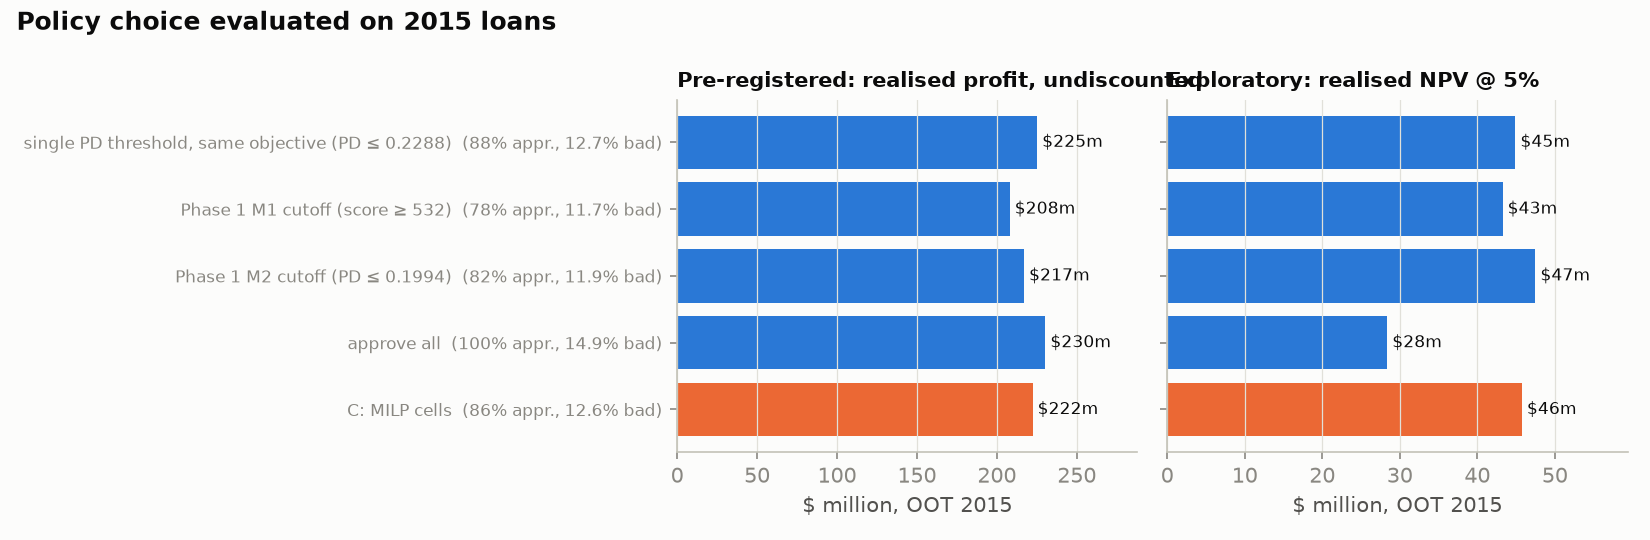 Policy choice evaluated on 2015 loans
Pre-registered: realised profit, undiscounted
Exploratory: realised NPV @ 5%
single PD threshold, same objective (PD ≤ 0.2288)  (88% appr., 12.7% bad)
$225m
$45m
Phase 1 M1 cutoff (score ≥ 532)  (78% appr., 11.7% bad)
$208m
$43m
Phase 1 M2 cutoff (PD ≤ 0.1994)  (82% appr., 11.9% bad)
$217m
$47m
approve all  (100% appr., 14.9% bad)
$230m
$28m
C: MILP cells  (86% appr., 12.6% bad)
$222m
$46m
0 50 100 150 200 250
0 10 20 30 40 50
$ million, OOT 2015
$ million, OOT 2015